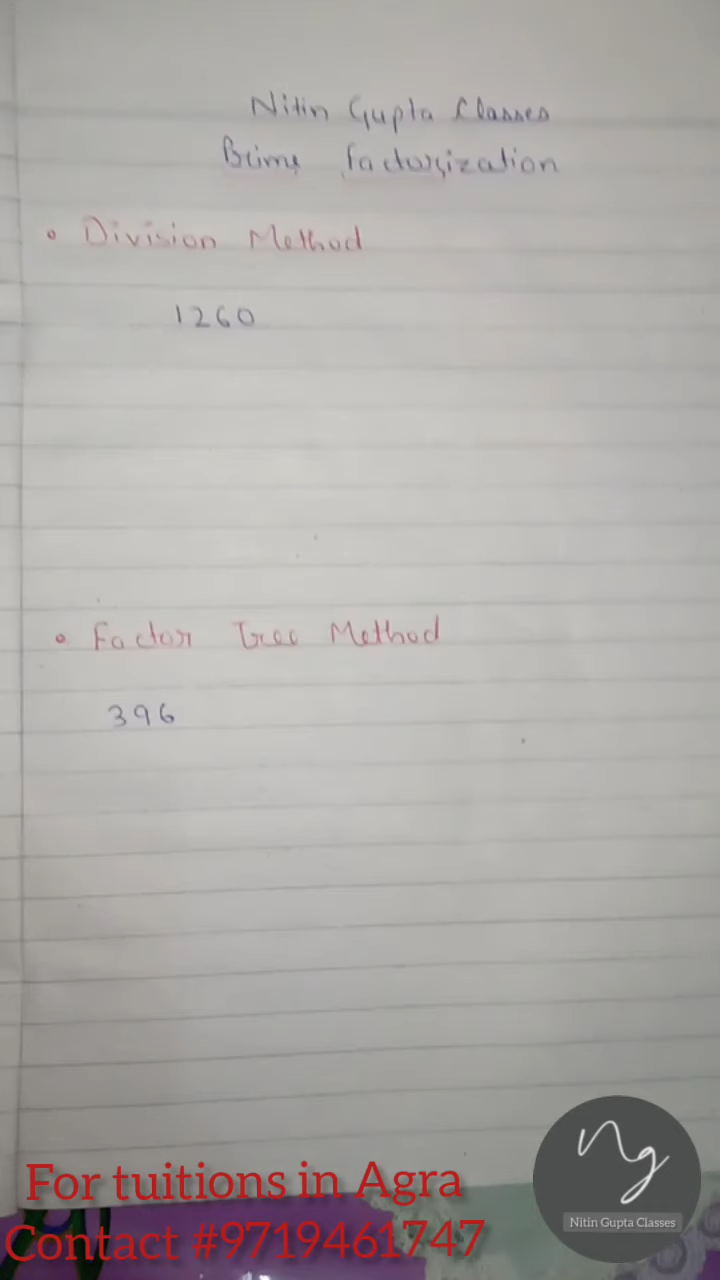 Nitin Gupta Classes
Prime Factorization
• Division Method
1260
• Factor Tree Method
396
For tuitions in Agra
Contact #9719461747
ng
Nitin Gupta Classes